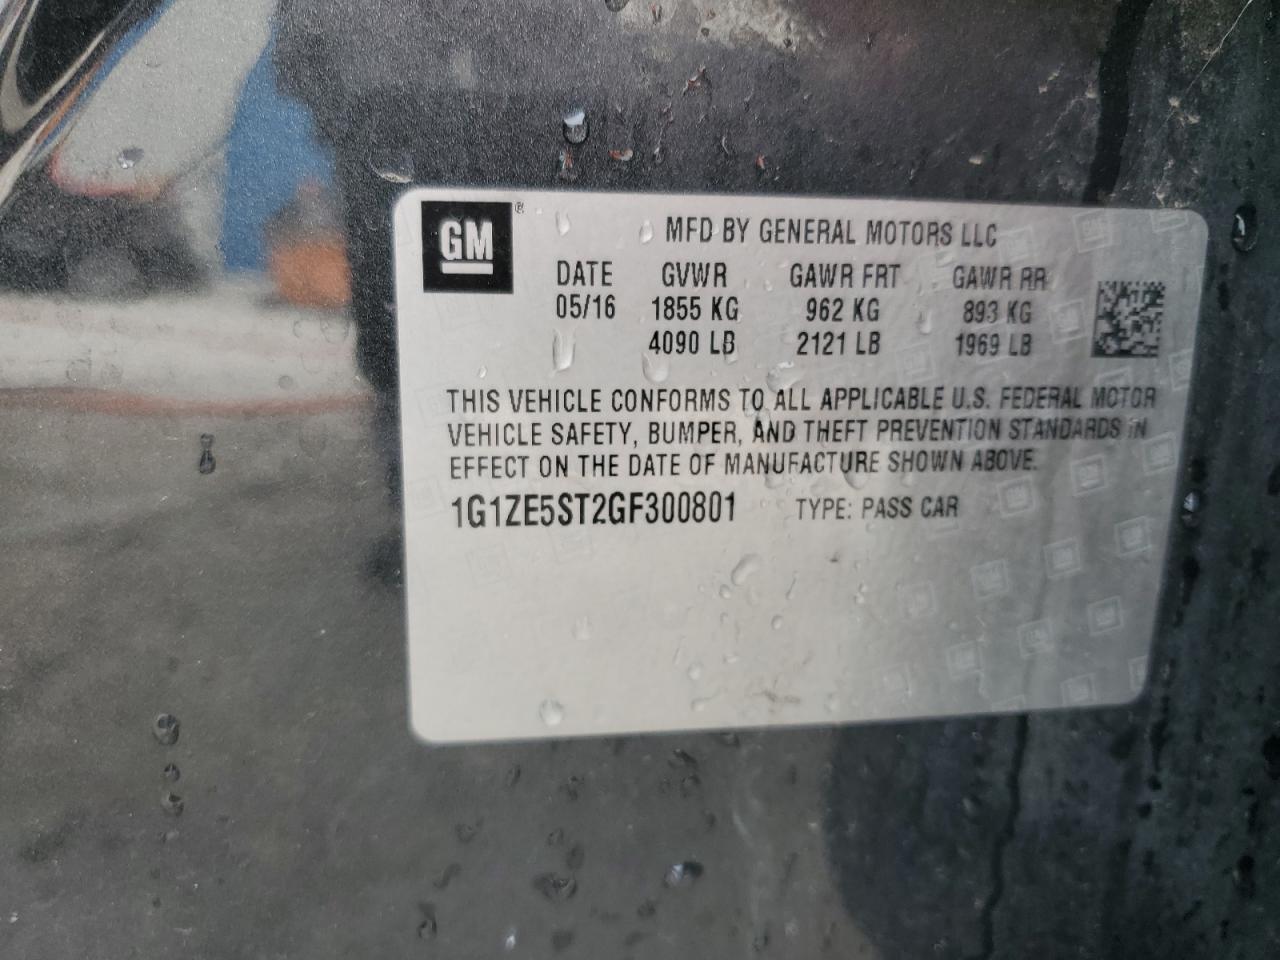 GM ®
MFD BY GENERAL MOTORS LLC
DATE GVWR GAWR FRT GAWR RR
05/16 1855 KG 962 KG 893 KG
4090 LB 2121 LB 1969 LB
THIS VEHICLE CONFORMS TO ALL APPLICABLE U.S. FEDERAL MOTOR
VEHICLE SAFETY, BUMPER, AND THEFT PREVENTION STANDARDS IN
EFFECT ON THE DATE OF MANUFACTURE SHOWN ABOVE.
1G1ZE5ST2GF300801 TYPE: PASS CAR